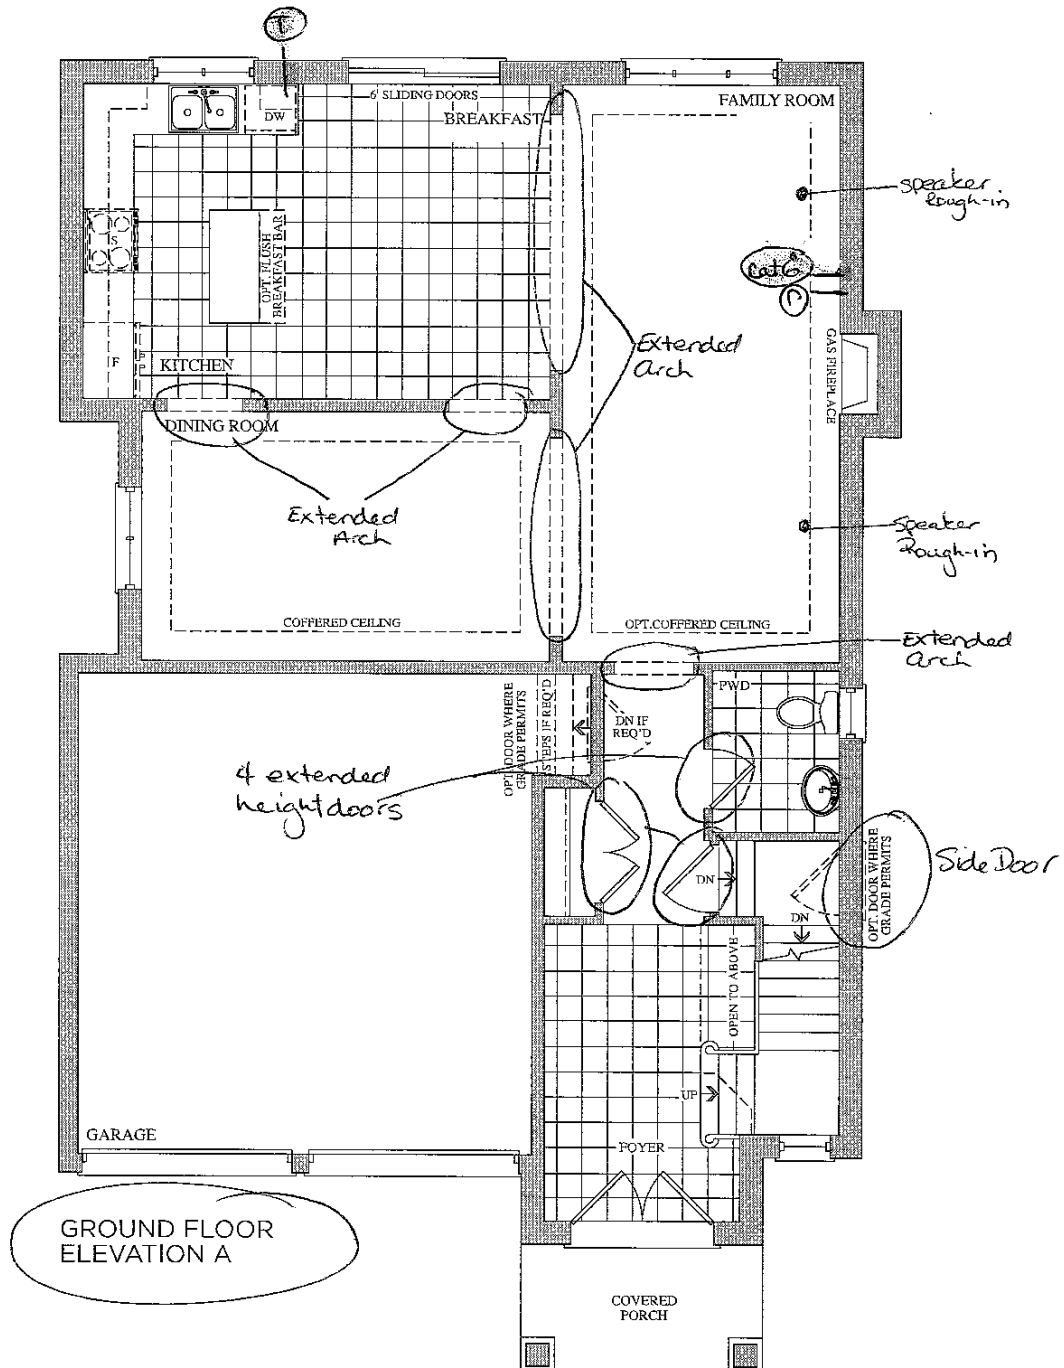 T
6' SLIDING DOORS
FAMILY ROOM
DW
BREAKFAST
speaker
Rough-in
S
OPT. FLUSH
BREAKFAST BAR
Cat6
Extended
Arch
GAS FIREPLACE
F
KITCHEN
DINING ROOM
Extended
Arch
speaker
Rough-in
COFFERED CEILING
OPT.COFFERED CEILING
Extended
Arch
OPT. DOOR WHERE
GRADE PERMITS
STEPS IF REQ'D
DN IF
REQ'D
PWD
4 extended
height doors
OPT. DOOR WHERE
GRADE PERMITS
Side Door
DN
DN
OPEN TO ABOVE
UP
GARAGE
FOYER
GROUND FLOOR
ELEVATION A
COVERED
PORCH